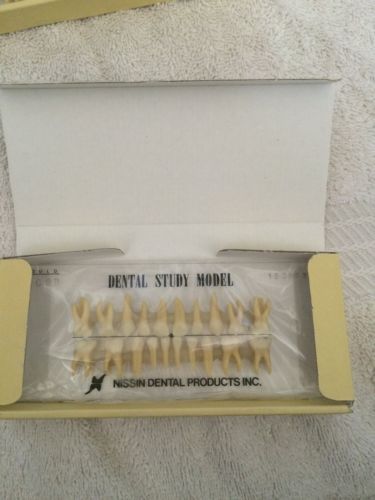 DENTAL STUDY MODEL
NISSIN DENTAL PRODUCTS INC.